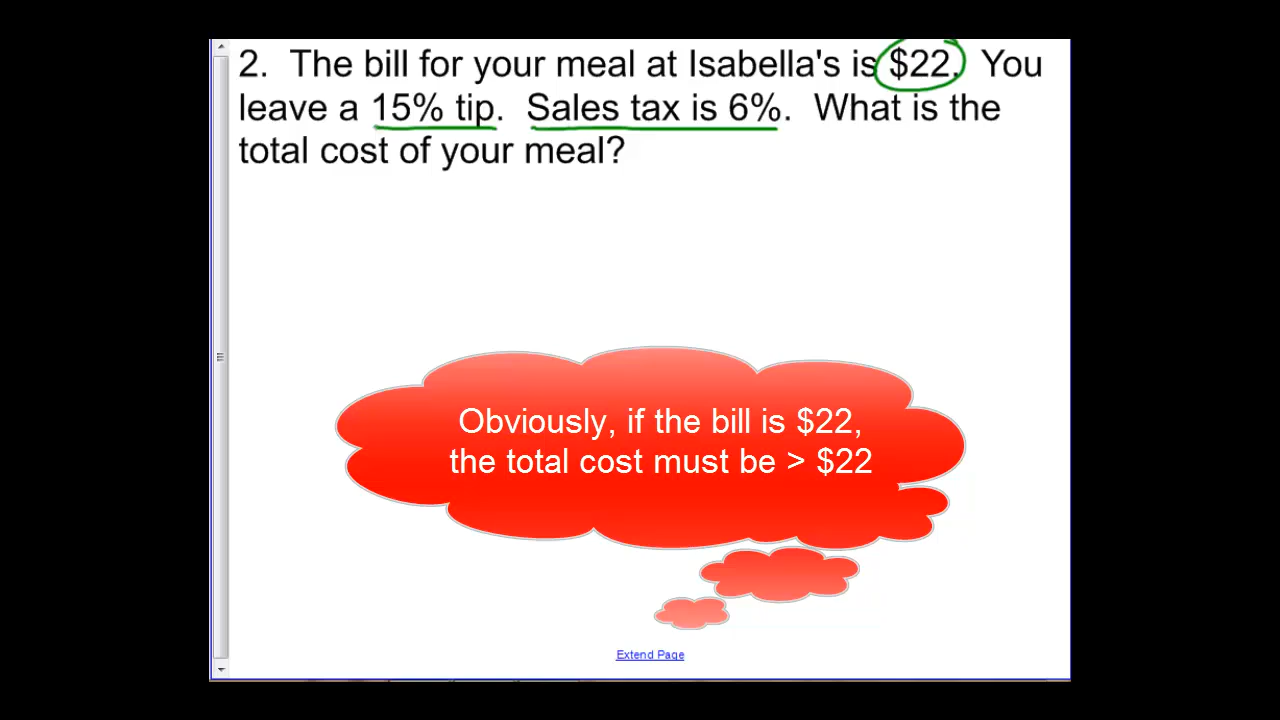 2. The bill for your meal at Isabella's is $22. You
leave a 15% tip. Sales tax is 6%. What is the
total cost of your meal?
Obviously, if the bill is $22,
the total cost must be > $22
Extend Page